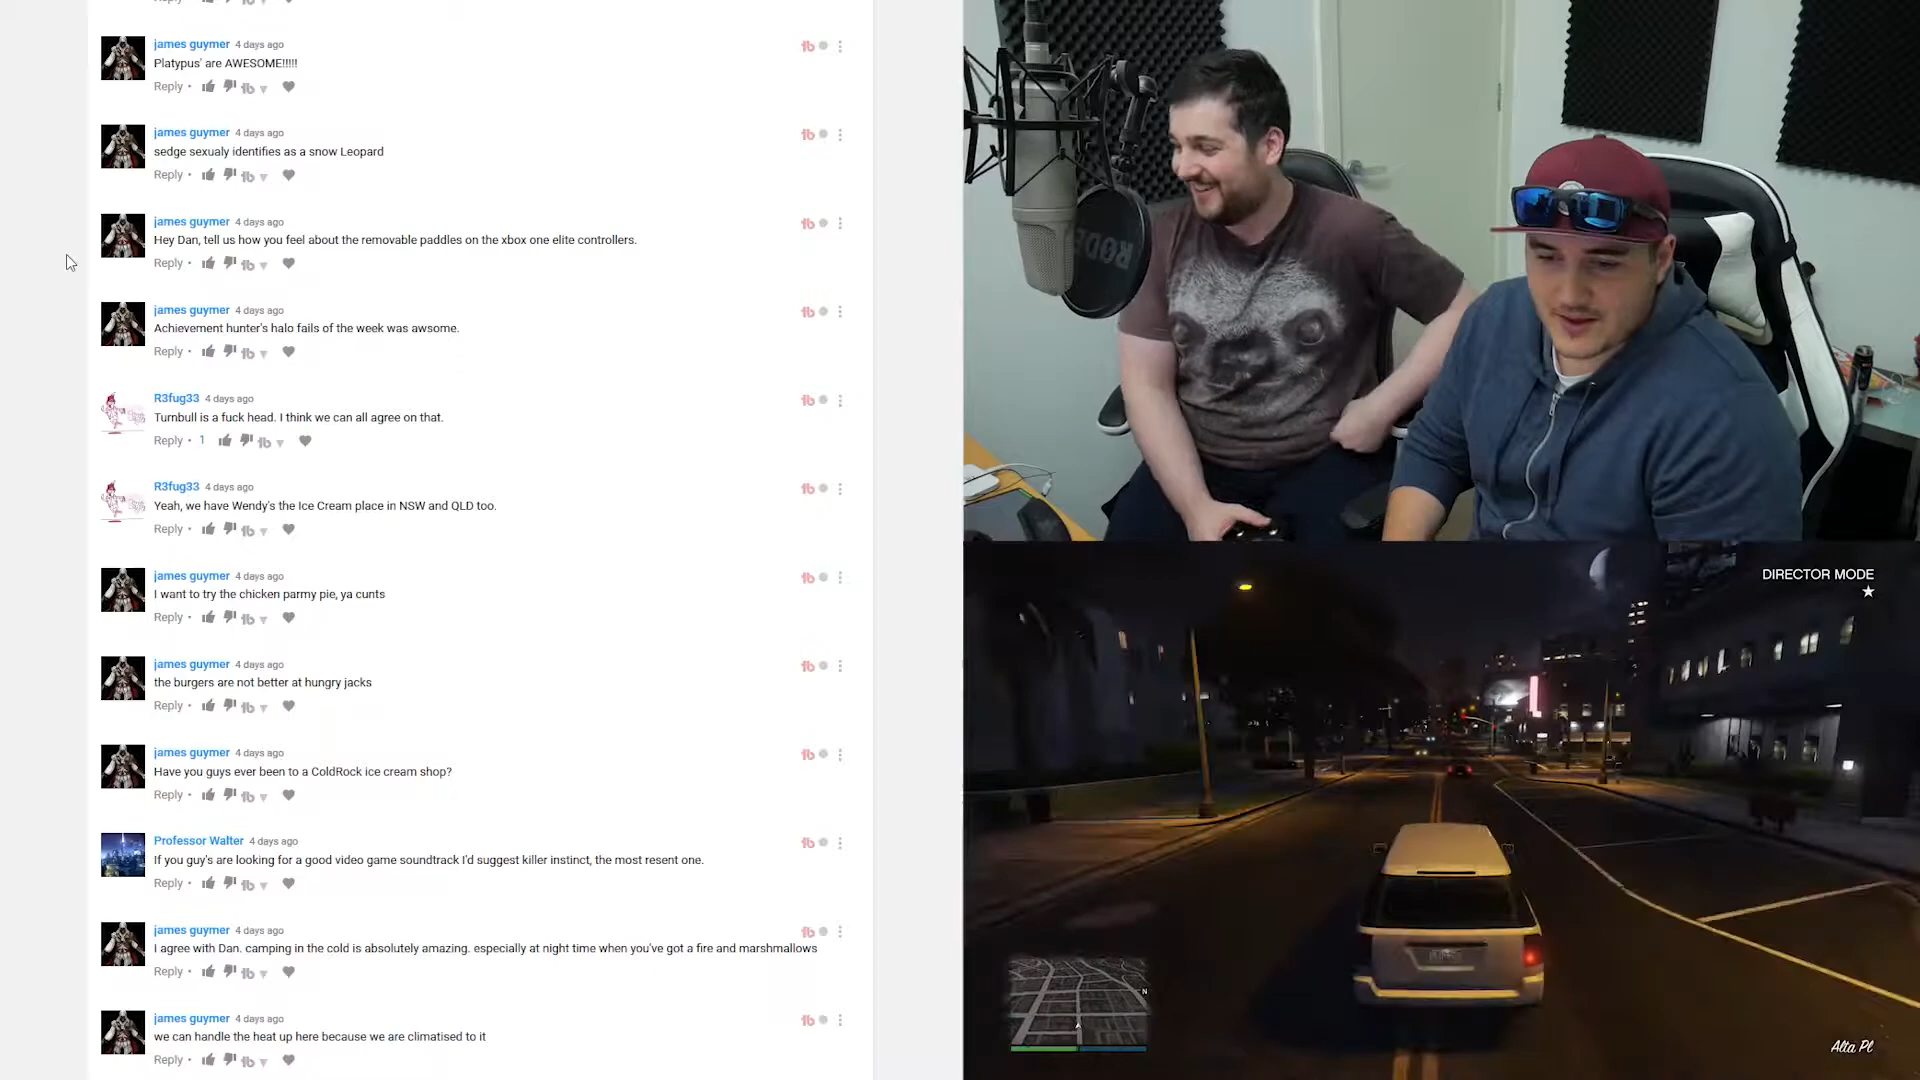 james guymer 4 days ago
Platypus' are AWESOME!!!!!
Reply •
james guymer 4 days ago
sedge sexualy identifies as a snow Leopard
Reply •
james guymer 4 days ago
Hey Dan, tell us how you feel about the removable paddles on the xbox one elite controllers.
Reply •
james guymer 4 days ago
Achievement hunter's halo fails of the week was awsome.
Reply •
R3fug33 4 days ago
Turnbull is a fuck head. I think we can all agree on that.
Reply • 1
R3fug33 4 days ago
Yeah, we have Wendy's the Ice Cream place in NSW and QLD too.
Reply •
james guymer 4 days ago
I want to try the chicken parmy pie, ya cunts
Reply •
james guymer 4 days ago
the burgers are not better at hungry jacks
Reply •
james guymer 4 days ago
Have you guys ever been to a ColdRock ice cream shop?
Reply •
Professor Walter 4 days ago
If you guy's are looking for a good video game soundtrack I'd suggest killer instinct, the most resent one.
Reply •
james guymer 4 days ago
I agree with Dan. camping in the cold is absolutely amazing. especially at night time when you've got a fire and marshmallows
Reply •
james guymer 4 days ago
we can handle the heat up here because we are climatised to it
Reply •
RODE
DIRECTOR MODE
N
Alta Pl